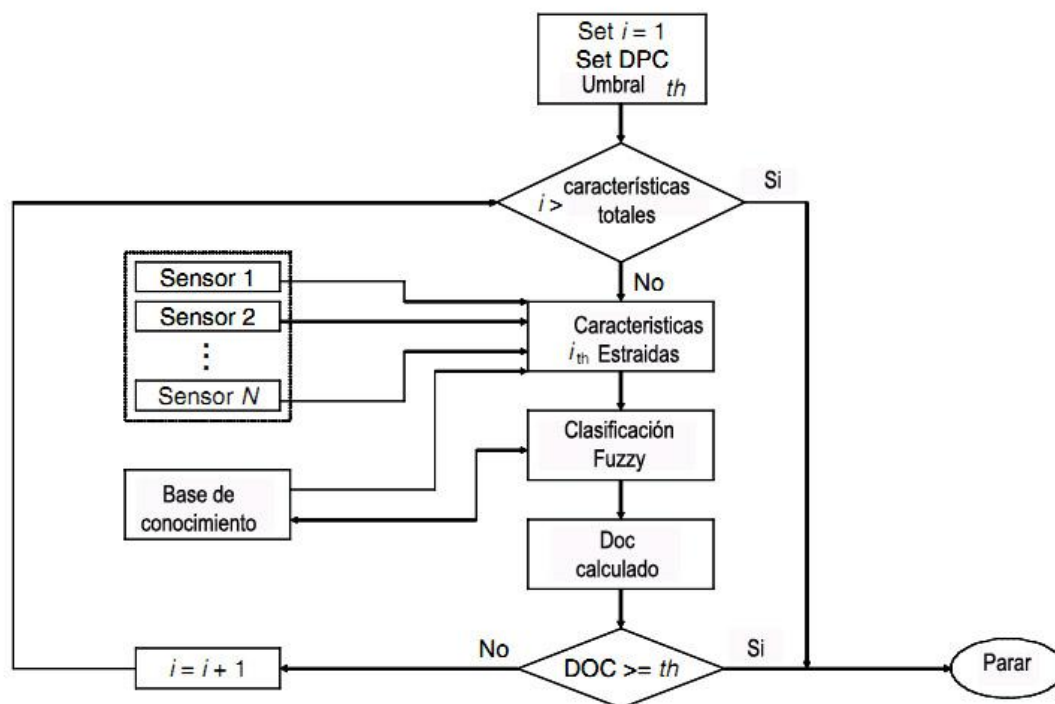 Set i = 1
Set DPC
Umbral th
características
i >
totales
Si
No
Sensor 1
Sensor 2
⋮
Sensor N
Caracteristicas
i th Estraidas
Clasificación
Fuzzy
Base de
conocimiento
Doc
calculado
DOC >= th
No
Si
i = i + 1
Parar